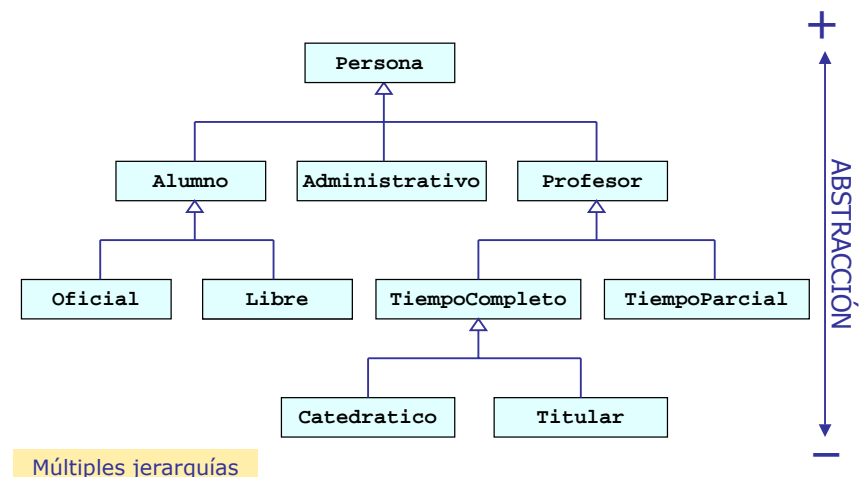 +
Persona
Alumno
Administrativo
Profesor
ABSTRACCIÓN
Oficial
Libre
TiempoCompleto
TiempoParcial
Catedratico
Titular
−
Múltiples jerarquías